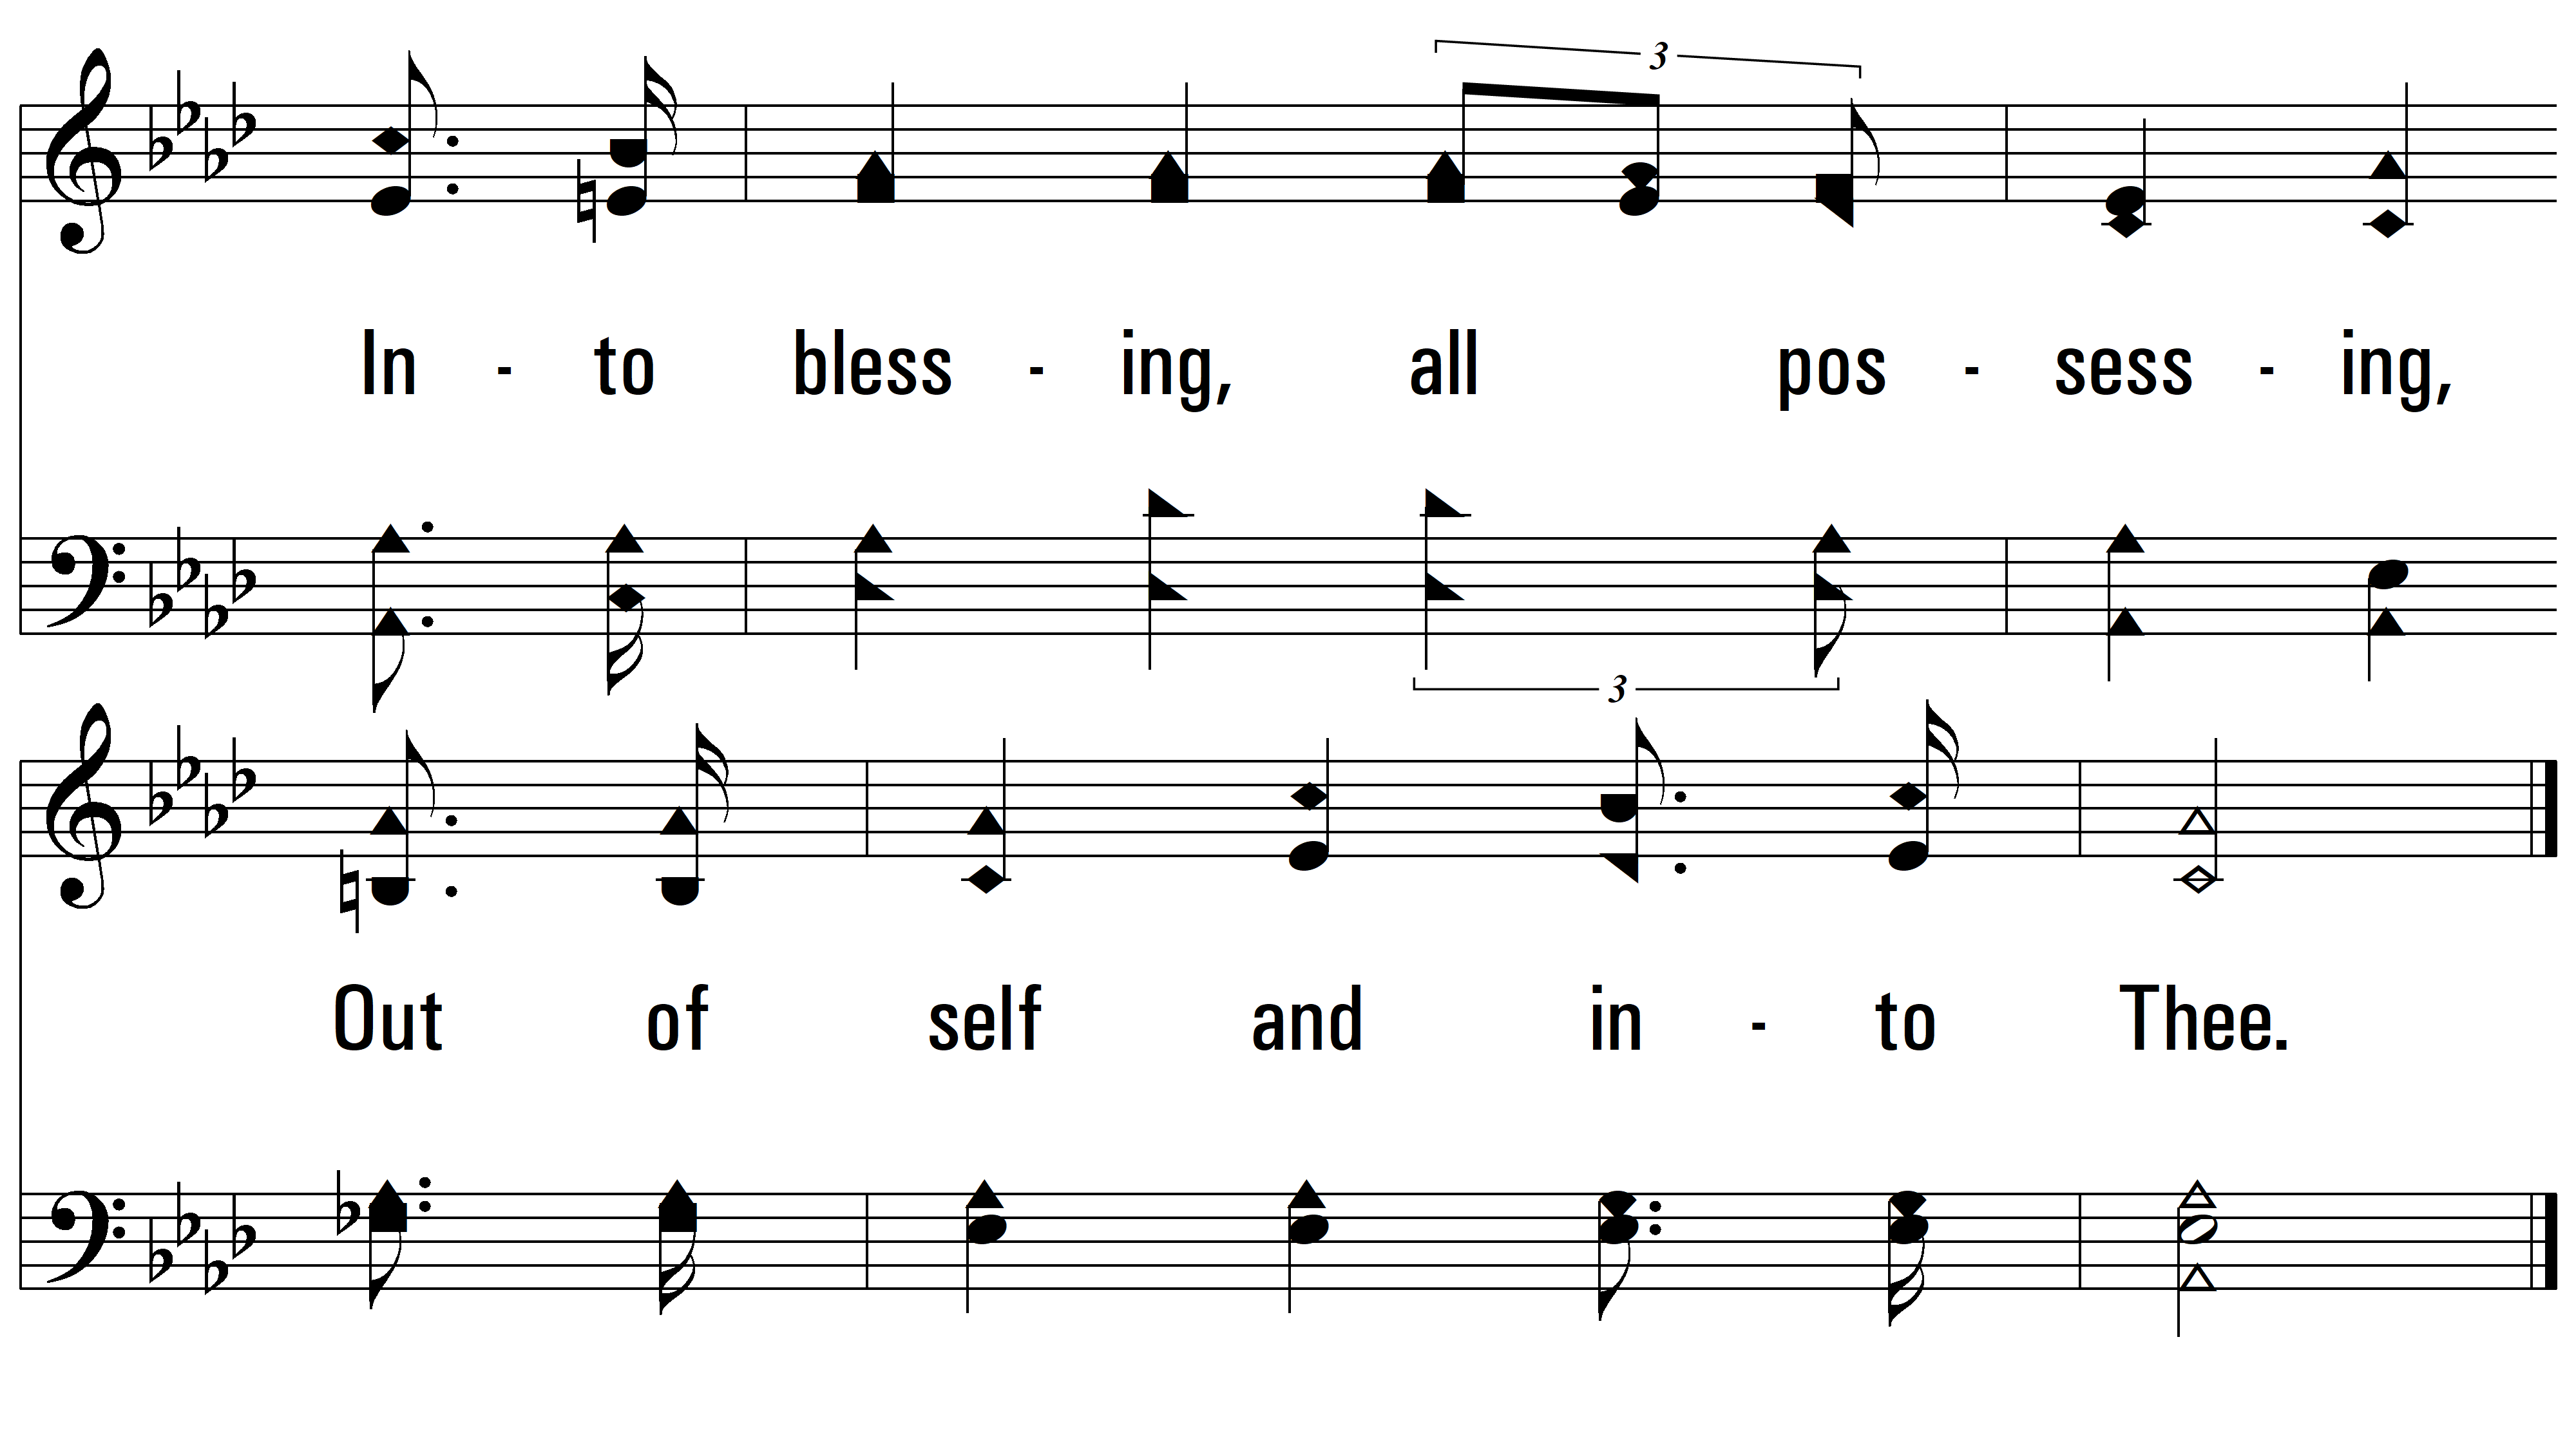 3
In - to bless - ing, all pos - sess - ing,
3
Out of self and in - to Thee.